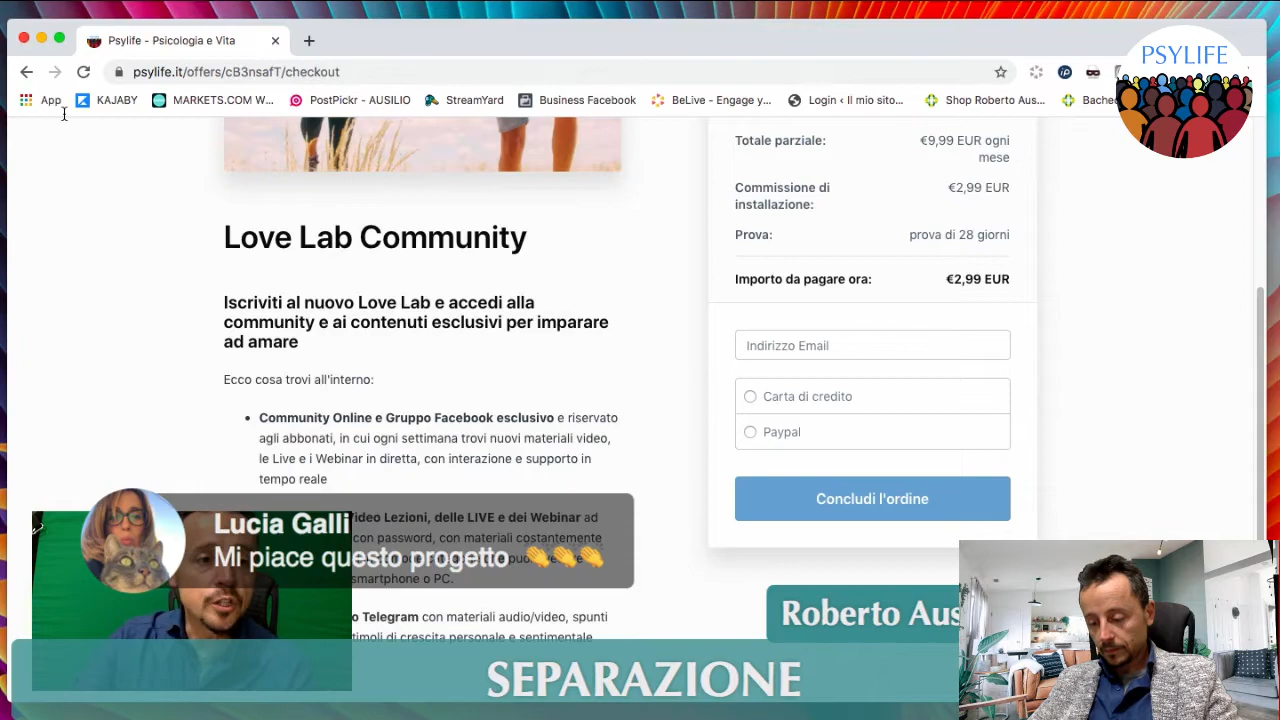 Psylife - Psicologia e Vita
psylife.it/offers/cB3nsafT/checkout
App
KAJABY
MARKETS.COM W...
PostPickr - AUSILIO
StreamYard
Business Facebook
BeLive - Engage y...
Login ‹ Il mio sito...
Shop Roberto Aus...
PSYLIFE
Totale parziale:
€9,99 EUR ogni
mese
Commissione di
installazione:
€2,99 EUR
Prova:
prova di 28 giorni
Importo da pagare ora:
€2,99 EUR
Indirizzo Email
Carta di credito
Paypal
Concludi l'ordine
Love Lab Community
Iscriviti al nuovo Love Lab e accedi alla
community e ai contenuti esclusivi per imparare
ad amare
Ecco cosa trovi all'interno:
Community Online e Gruppo Facebook esclusivo e riservato
agli abbonati, in cui ogni settimana trovi nuovi materiali video,
le Live e i Webinar in diretta, con interazione e supporto in
tempo reale
Video Lezioni, delle LIVE e dei Webinar ad
con password, con materiali costantemente
smartphone o PC.
Telegram con materiali audio/video, spunti
crescita personale e sentimentale
Lucia Galli
Mi piace questo progetto 👏👏👏
Roberto Aus
SEPARAZIONE